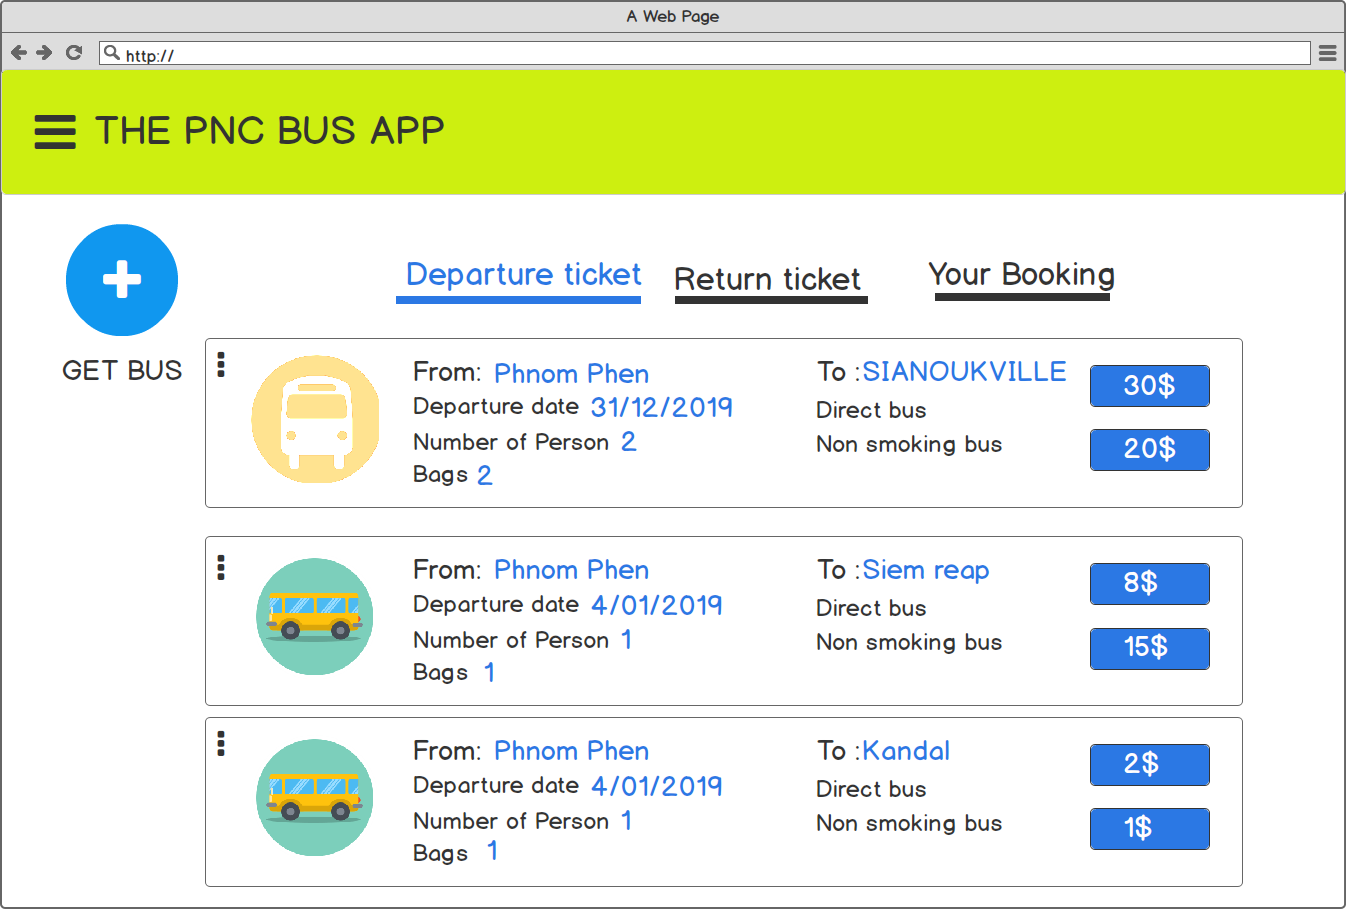 A Web Page
http://
THE PNC BUS APP
Departure ticket Return ticket Your Booking
GET BUS
From: Phnom Phen To :SIANOUKVILLE 30$
Departure date 31/12/2019 Direct bus
Number of Person 2 Non smoking bus 20$
Bags 2
From: Phnom Phen To :Siem reap 8$
Departure date 4/01/2019 Direct bus
Number of Person 1 Non smoking bus 15$
Bags 1
From: Phnom Phen To :Kandal 2$
Departure date 4/01/2019 Direct bus
Number of Person 1 Non smoking bus 1$
Bags 1